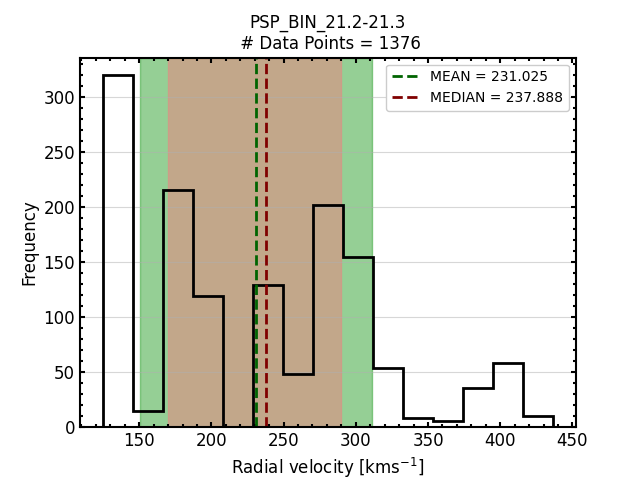 PSP_BIN_21.2-21.3
# Data Points = 1376
MEAN = 231.025
MEDIAN = 237.888
Frequency
300
250
200
150
100
50
0
150
200
250
300
350
400
450
Radial velocity [kms⁻¹]